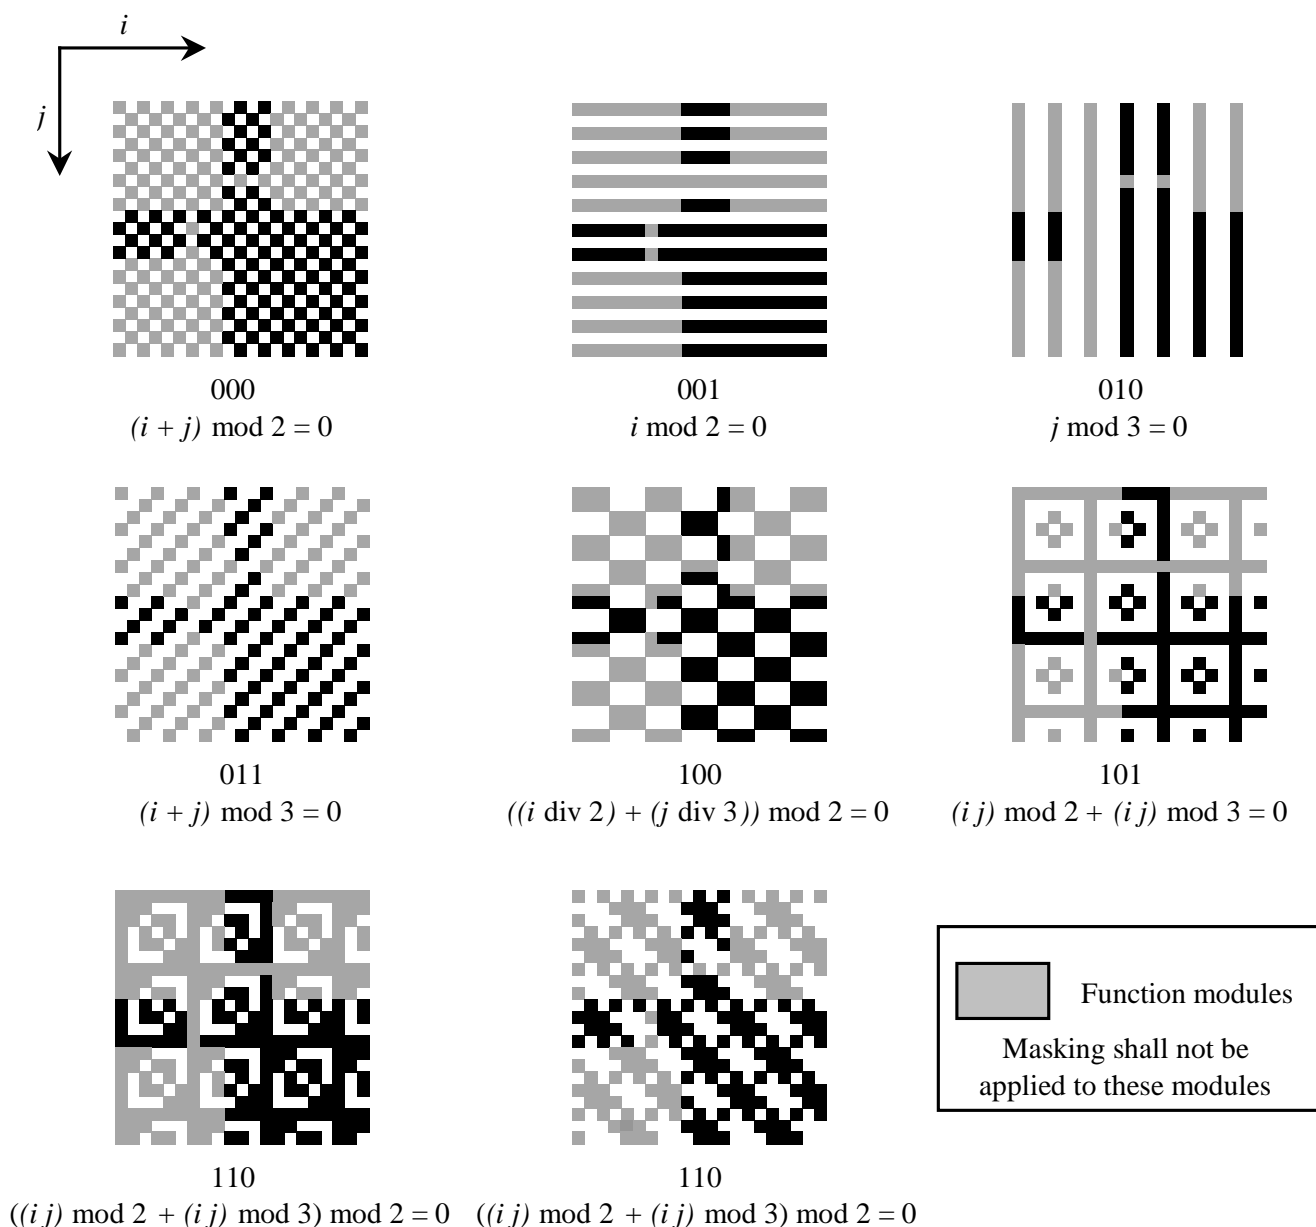 i
j
000
(i + j) mod 2 = 0
001
i mod 2 = 0
010
j mod 3 = 0
011
(i + j) mod 3 = 0
100
((i div 2) + (j div 3)) mod 2 = 0
101
(i j) mod 2 + (i j) mod 3 = 0
110
((i j) mod 2 + (i j) mod 3) mod 2 = 0
110
((i j) mod 2 + (i j) mod 3) mod 2 = 0
Function modules
Masking shall not be
applied to these modules